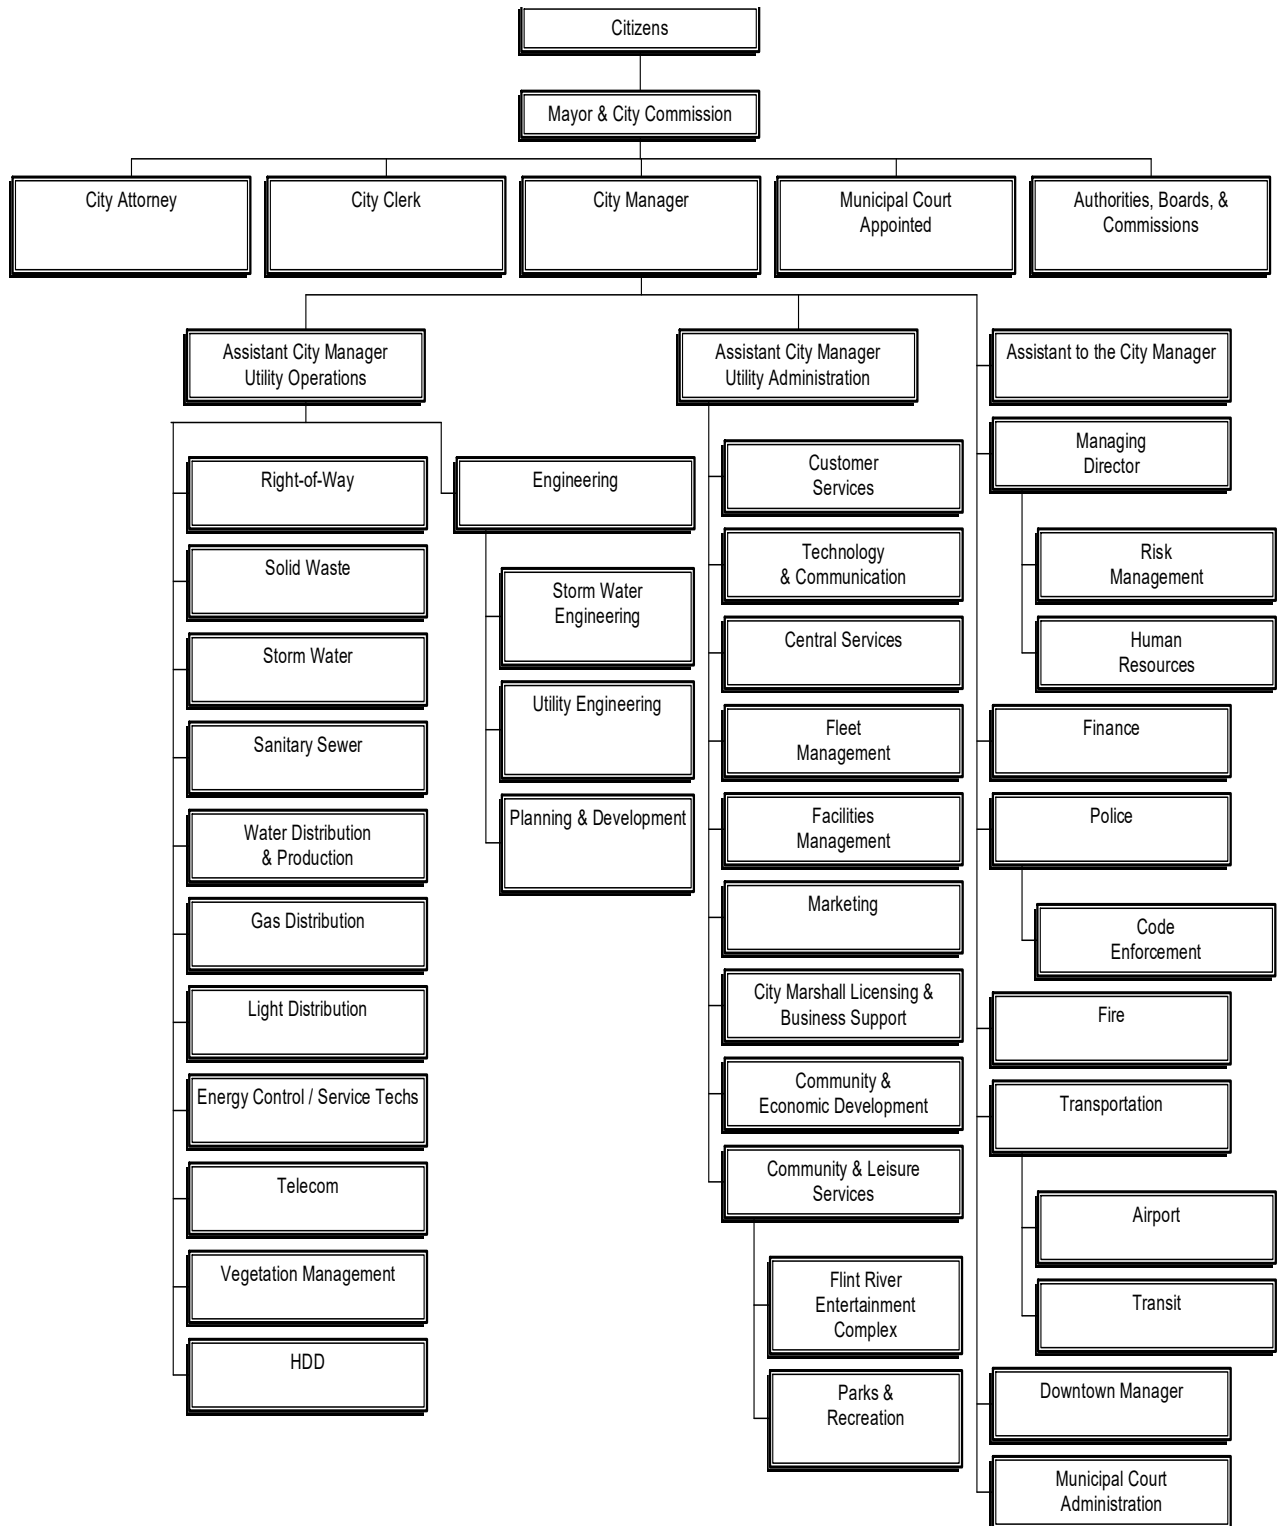 Citizens
Mayor & City Commission
City Attorney
City Clerk
City Manager
Municipal Court
Appointed
Authorities, Boards, &
Commissions
Assistant City Manager
Utility Operations
Right-of-Way
Solid Waste
Storm Water
Sanitary Sewer
Water Distribution
& Production
Gas Distribution
Light Distribution
Energy Control / Service Techs
Telecom
Vegetation Management
HDD
Engineering
Storm Water
Engineering
Utility Engineering
Planning & Development
Assistant City Manager
Utility Administration
Customer
Services
Technology
& Communication
Central Services
Fleet
Management
Facilities
Management
Marketing
City Marshall Licensing &
Business Support
Community &
Economic Development
Community & Leisure
Services
Flint River
Entertainment
Complex
Parks &
Recreation
Assistant to the City Manager
Managing
Director
Risk
Management
Human
Resources
Finance
Police
Code
Enforcement
Fire
Transportation
Airport
Transit
Downtown Manager
Municipal Court
Administration